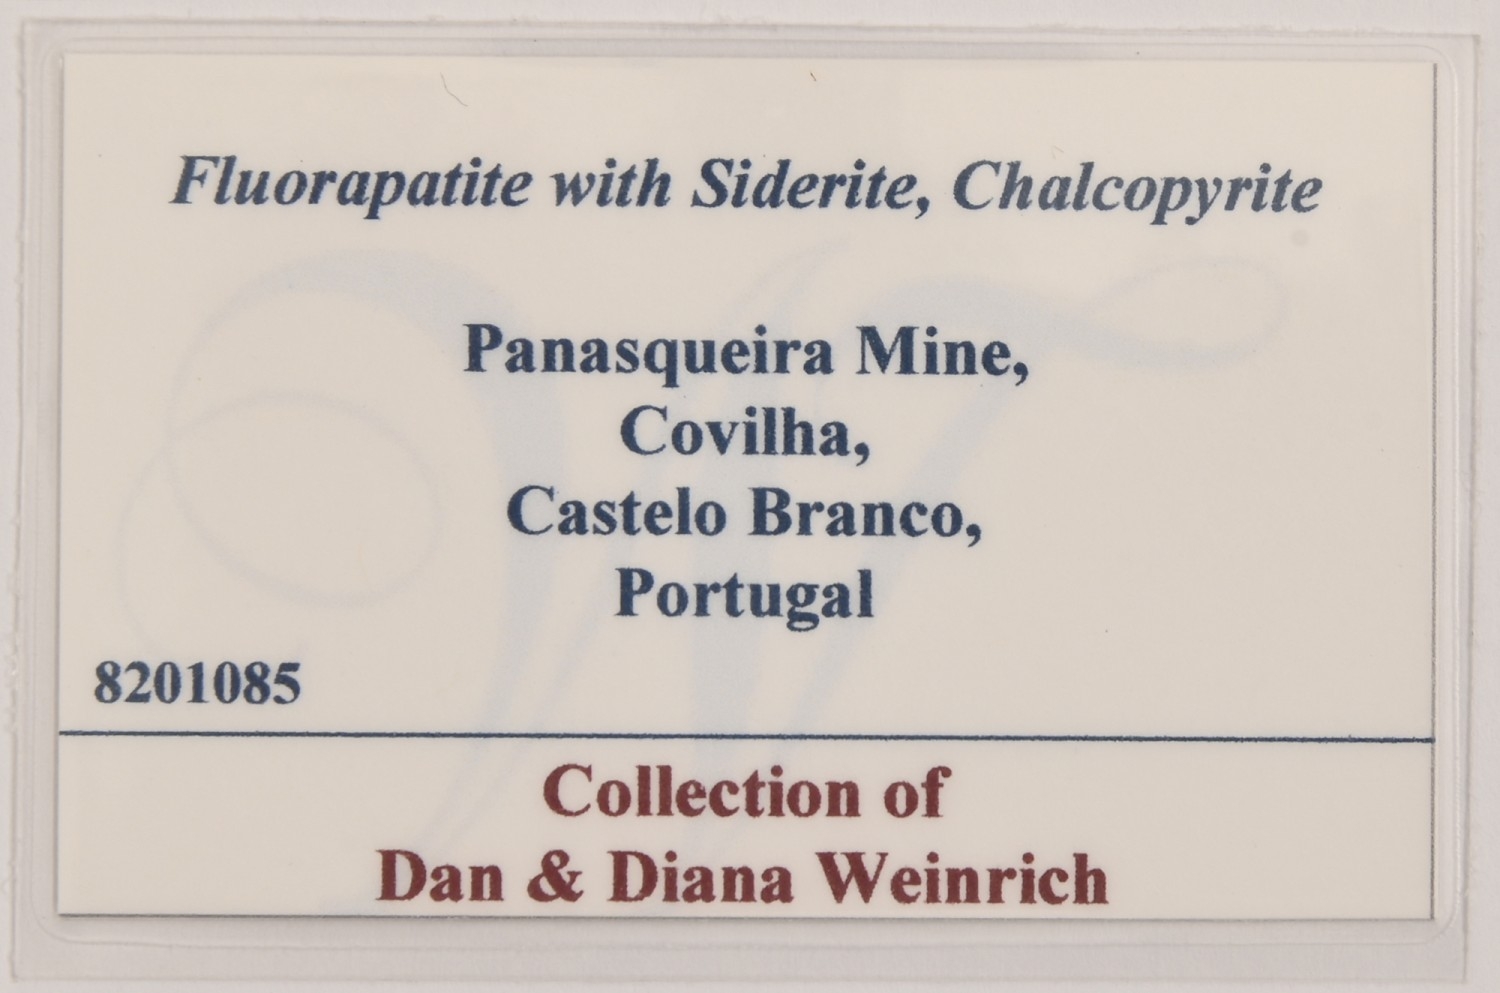 Fluorapatite with Siderite, Chalcopyrite
Panasqueira Mine,
Covilha,
Castelo Branco,
Portugal
8201085
Collection of
Dan & Diana Weinrich